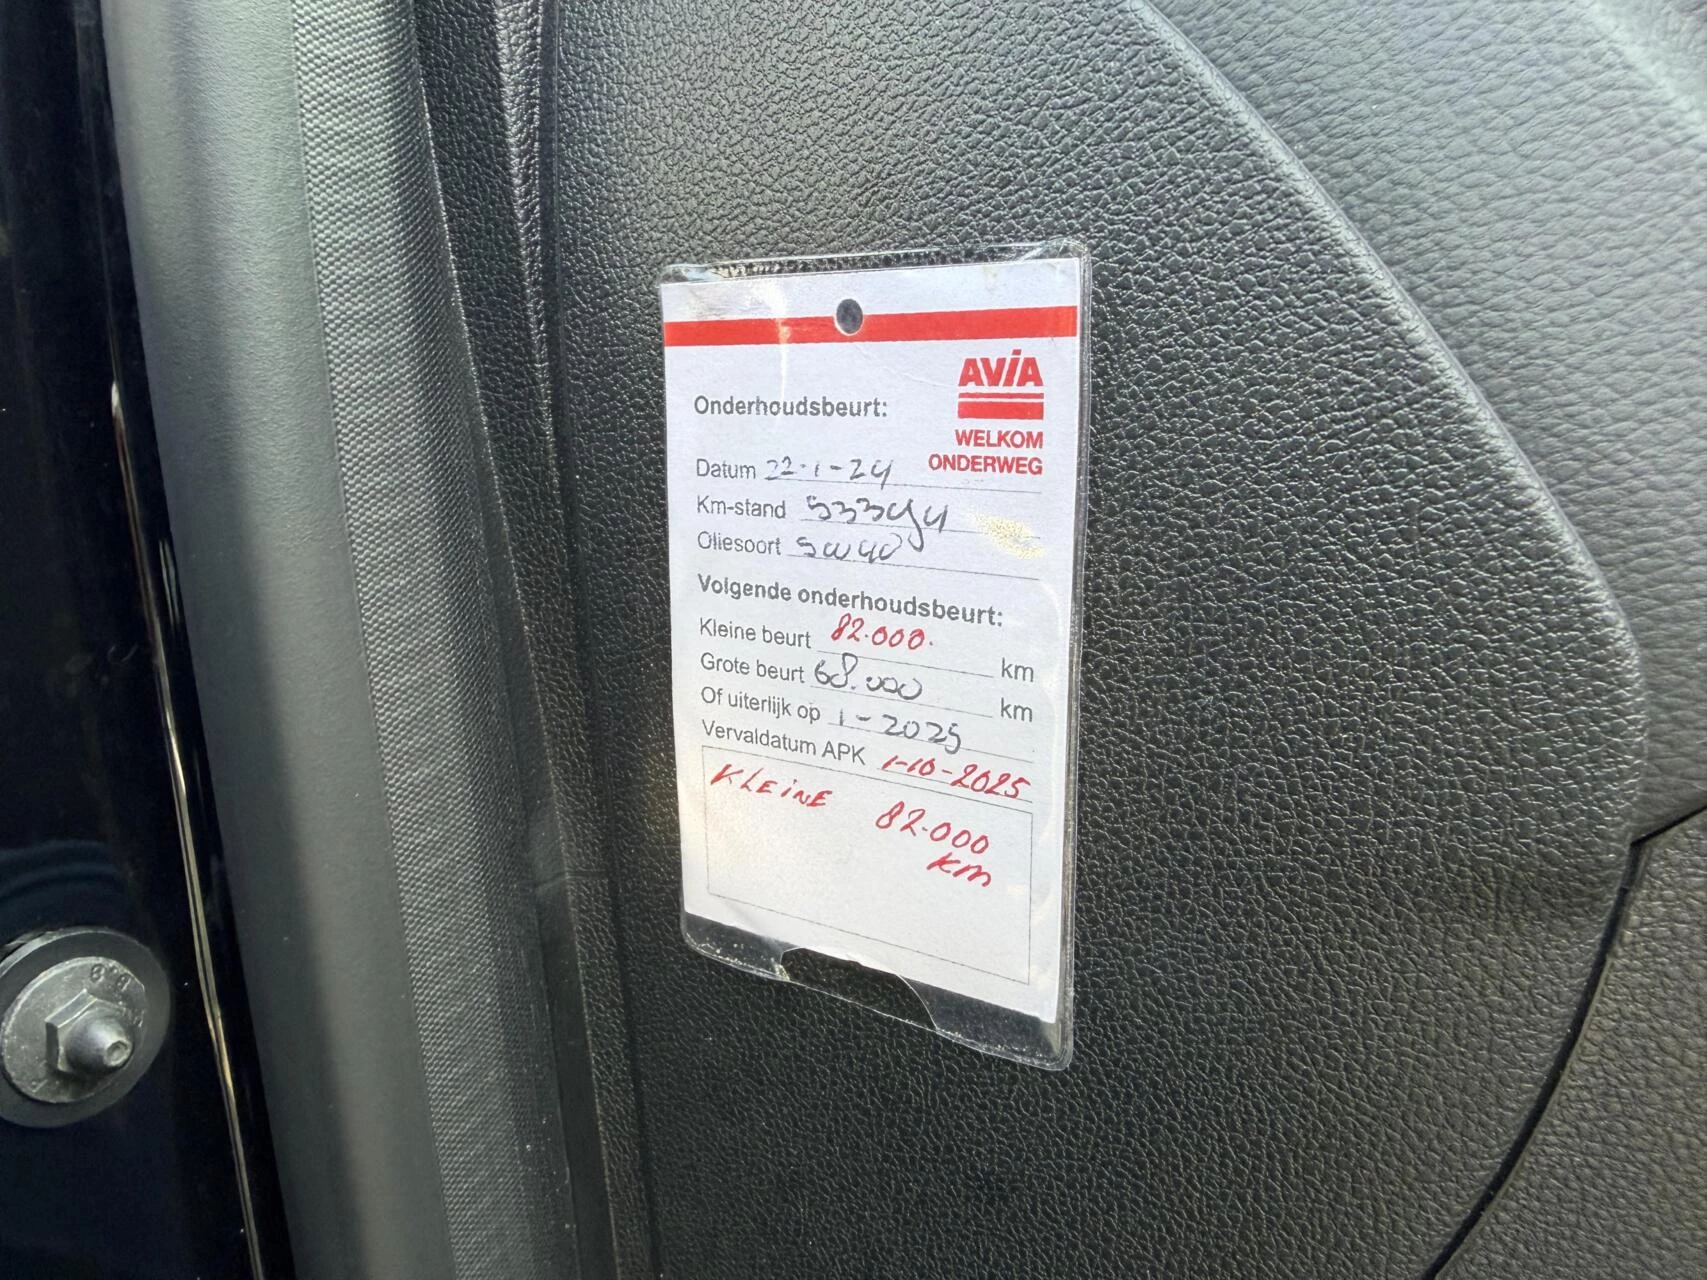 AViA
Onderhoudsbeurt:
WELKOM
ONDERWEG
Datum 22-1-24
Km-stand
Oliesoort 5W40
Volgende onderhoudsbeurt:
Kleine beurt 82.000. km
Grote beurt 68.000 km
Of uiterlijk op 1-2025
Vervaldatum APK 1-10-2025
KLEiNE 82.000
KM